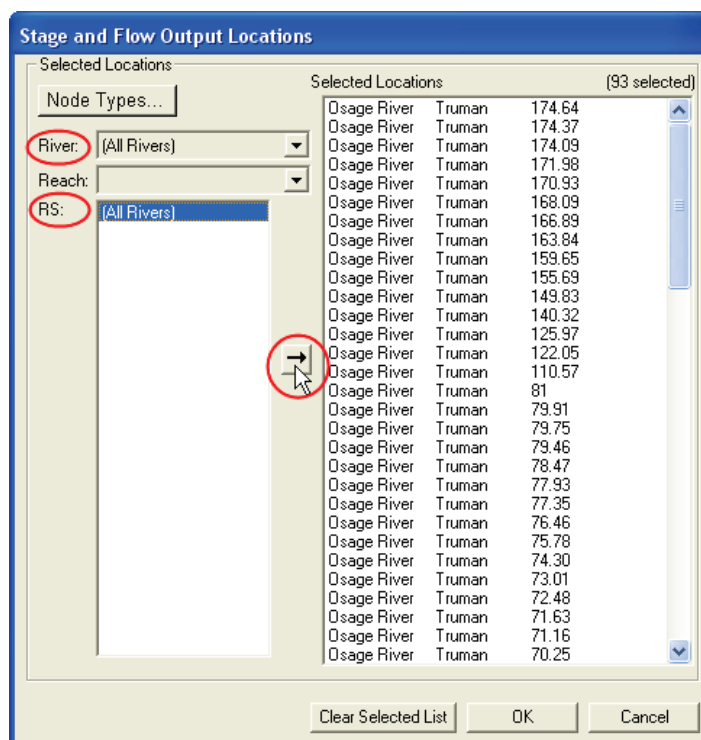 Stage and Flow Output Locations
Selected Locations
Node Types...
River: (All Rivers)
Reach:
RS: (All Rivers)
Selected Locations (93 selected)
Osage River Truman 174.64
Osage River Truman 174.37
Osage River Truman 174.09
Osage River Truman 171.98
Osage River Truman 170.93
Osage River Truman 168.09
Osage River Truman 166.89
Osage River Truman 163.84
Osage River Truman 159.65
Osage River Truman 155.69
Osage River Truman 149.83
Osage River Truman 140.32
Osage River Truman 125.97
Osage River Truman 122.05
Osage River Truman 110.57
Osage River Truman 81
Osage River Truman 79.91
Osage River Truman 79.75
Osage River Truman 79.46
Osage River Truman 78.47
Osage River Truman 77.93
Osage River Truman 77.35
Osage River Truman 76.46
Osage River Truman 75.78
Osage River Truman 74.30
Osage River Truman 73.01
Osage River Truman 72.48
Osage River Truman 71.63
Osage River Truman 71.16
Osage River Truman 70.25
Clear Selected List OK Cancel